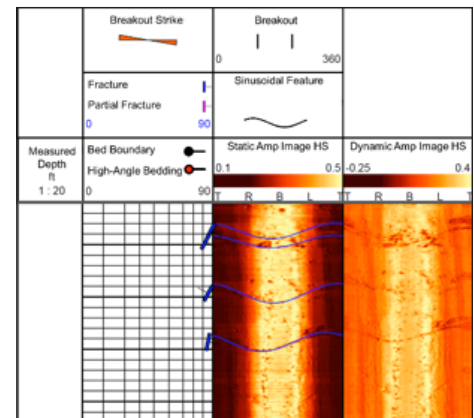 Breakout Strike
Breakout
0 360
Fracture
Partial Fracture
0 90
Sinusoidal Feature
Measured
Depth
ft
1 : 20
Bed Boundary
High-Angle Bedding
0 90
Static Amp Image HS
0.1 0.5
T R B L T
Dynamic Amp Image HS
-0.25 0.4
T R B L T